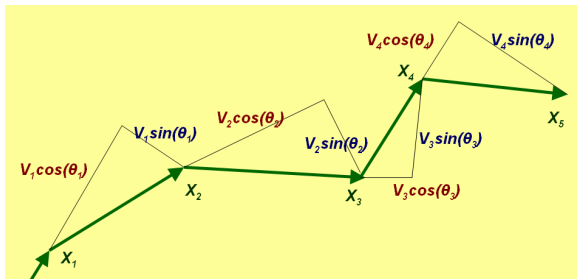 V₄cos(θ₄)
V₄sin(θ₄)
X₄
X₅
V₂cos(θ₂)
V₁sin(θ₁)
V₂sin(θ₂)
V₃sin(θ₃)
V₁cos(θ₁)
X₂
X₃
V₃cos(θ₃)
X₁